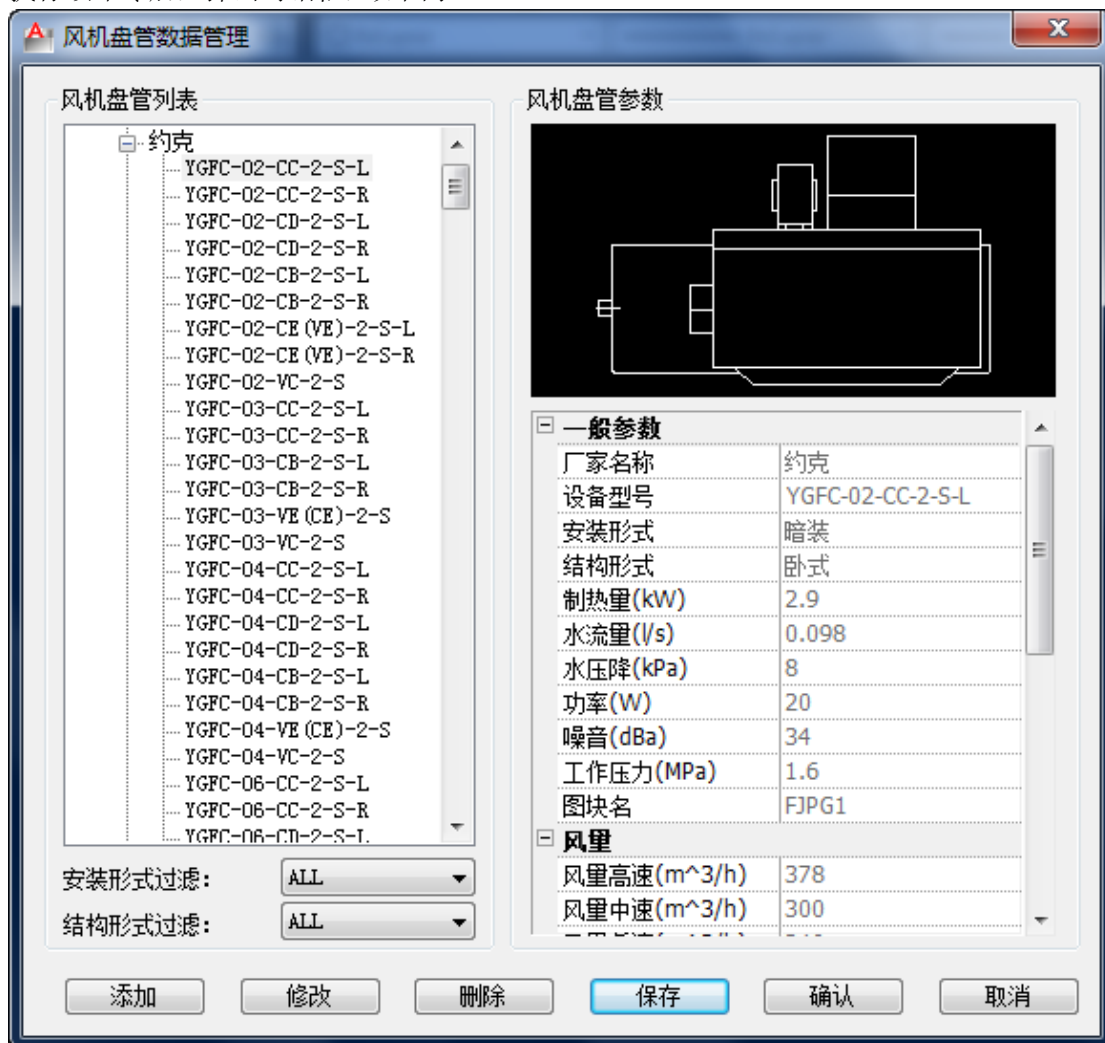 风机盘管数据管理
风机盘管列表
约克
YGFC-02-CC-2-S-L
YGFC-02-CC-2-S-R
YGFC-02-CD-2-S-L
YGFC-02-CD-2-S-R
YGFC-02-CB-2-S-L
YGFC-02-CB-2-S-R
YGFC-02-CE(VE)-2-S-L
YGFC-02-CE(VE)-2-S-R
YGFC-02-VC-2-S
YGFC-03-CC-2-S-L
YGFC-03-CC-2-S-R
YGFC-03-CB-2-S-L
YGFC-03-CB-2-S-R
YGFC-03-VE(CE)-2-S
YGFC-03-VC-2-S
YGFC-04-CC-2-S-L
YGFC-04-CC-2-S-R
YGFC-04-CD-2-S-L
YGFC-04-CD-2-S-R
YGFC-04-CB-2-S-L
YGFC-04-CB-2-S-R
YGFC-04-VE(CE)-2-S
YGFC-04-VC-2-S
YGFC-06-CC-2-S-L
YGFC-06-CC-2-S-R
YGFC-06-CD-2-S-L
安装形式过滤： ALL
结构形式过滤： ALL
风机盘管参数
一般参数
厂家名称 约克
设备型号 YGFC-02-CC-2-S-L
安装形式 暗装
结构形式 卧式
制热量(kW) 2.9
水流量(l/s) 0.098
水压降(kPa) 8
功率(W) 20
噪音(dBa) 34
工作压力(MPa) 1.6
图块名 FJPG1
风量
风量高速(m^3/h) 378
风量中速(m^3/h) 300
添加 修改 删除 保存 确认 取消